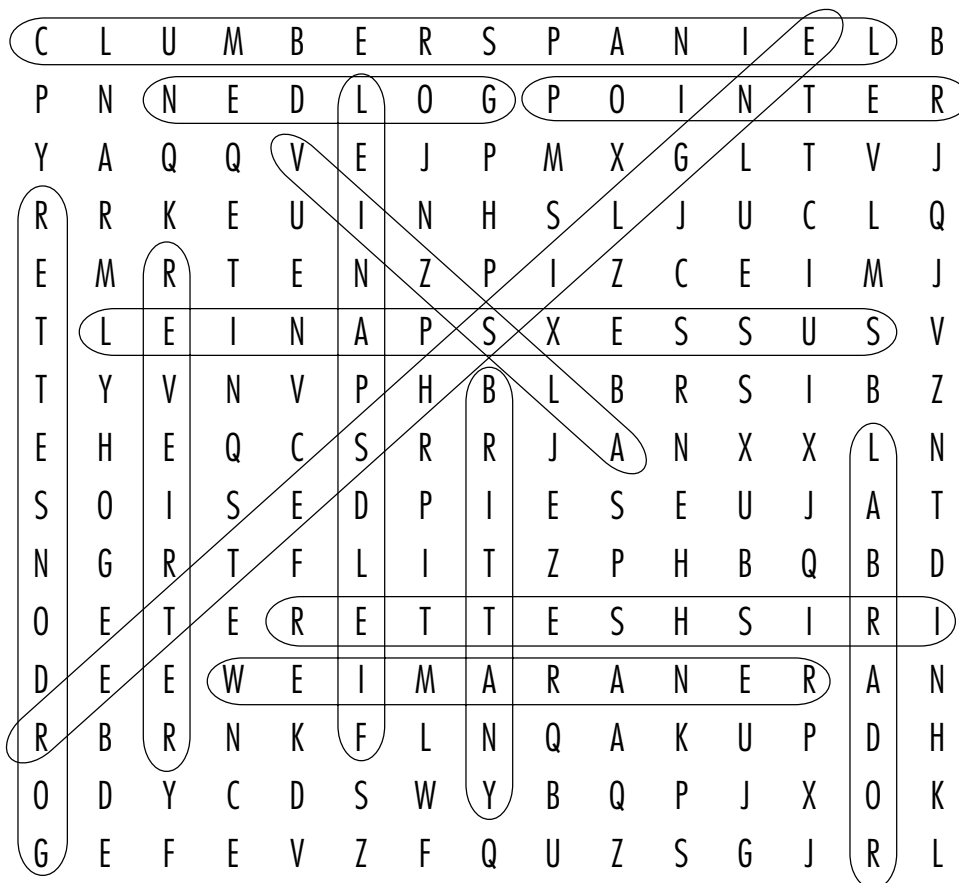 C L U M B E R S P A N I E L B
P N N E D L O G P O I N T E R
Y A Q Q V E J P M X G L T V J
R R K E U I N H S L J U C L Q
E M R T E N Z P I Z C E I M J
T L E I N A P S X E S S U S V
T Y V N V P H B L B R S I B Z
E H E Q C S R R J A N X X L N
S O I S E D P I E S E U J A T
N G R T F L I T Z P H B Q B D
O E T E R E T T E S H S I R I
D E E W E I M A R A N E R A N
R B R N K F L N Q A K U P D H
O D Y C D S W Y B Q P J X O K
G E F E V Z F Q U Z S G J R L